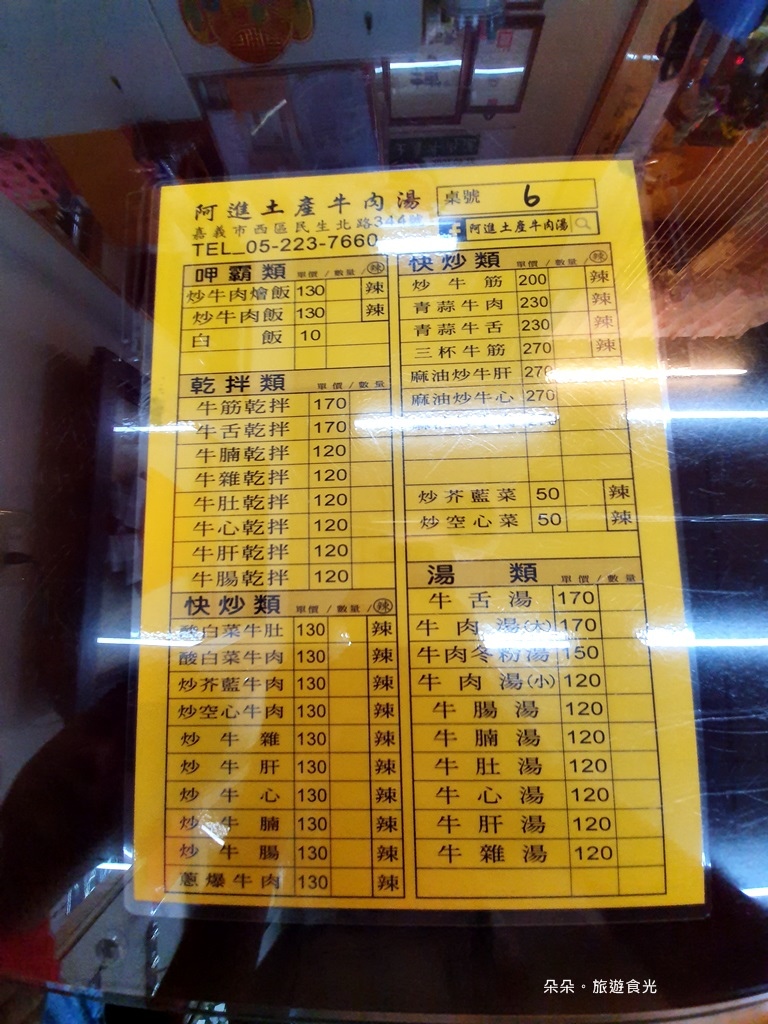 阿進土產牛肉湯
桌號 6
嘉義市西區民生北路
阿進土產牛肉湯
TEL_05-223-7660
呷霸類 單價/數量/辣
炒牛肉燴飯 130 辣
炒牛肉飯 130 辣
白飯 10
乾拌類 單價/數量
牛筋乾拌 170
牛舌乾拌 170
牛腩乾拌 120
牛雜乾拌 120
牛肚乾拌 120
牛心乾拌 120
牛肝乾拌 120
牛腸乾拌 120
快炒類 單價/數量/辣
酸白菜牛肚 130 辣
酸白菜牛肉 130 辣
炒芥藍牛肉 130 辣
炒空心牛肉 130 辣
炒牛雜 130 辣
炒牛肝 130 辣
炒牛心 130 辣
炒牛腩 130 辣
炒牛腸 130 辣
蔥爆牛肉 130 辣
快炒類 單價/數量/辣
炒牛筋 200 辣
青蒜牛肉 230 辣
青蒜牛舌 230 辣
三杯牛筋 270 辣
麻油炒牛肝 270
麻油炒牛心 270
炒芥藍菜 50 辣
炒空心菜 50 辣
湯類 單價/數量
牛舌湯 170
牛肉湯(大) 170
牛肉冬粉湯 150
牛肉湯(小) 120
牛腸湯 120
牛腩湯 120
牛肚湯 120
牛心湯 120
牛肝湯 120
牛雜湯 120
朵朵。旅遊食光